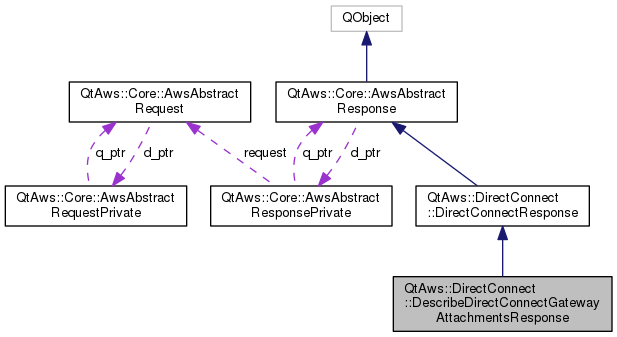 QObject
QtAws::Core::AwsAbstract
Request
QtAws::Core::AwsAbstract
Response
q_ptr
d_ptr
request
q_ptr
d_ptr
QtAws::Core::AwsAbstract
RequestPrivate
QtAws::Core::AwsAbstract
ResponsePrivate
QtAws::DirectConnect
::DirectConnectResponse
QtAws::DirectConnect
::DescribeDirectConnectGateway
AttachmentsResponse